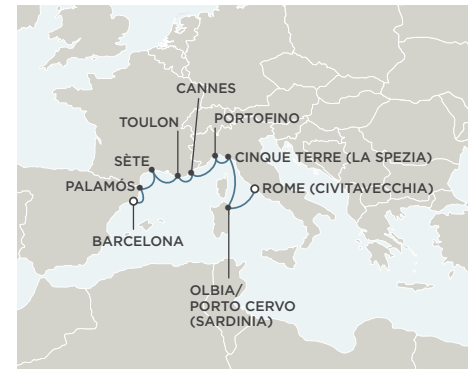 CANNES
TOULON
PORTOFINO
SÈTE
CINQUE TERRE (LA SPEZIA)
PALAMÓS
ROME (CIVITAVECCHIA)
BARCELONA
OLBIA/
PORTO CERVO
(SARDINIA)